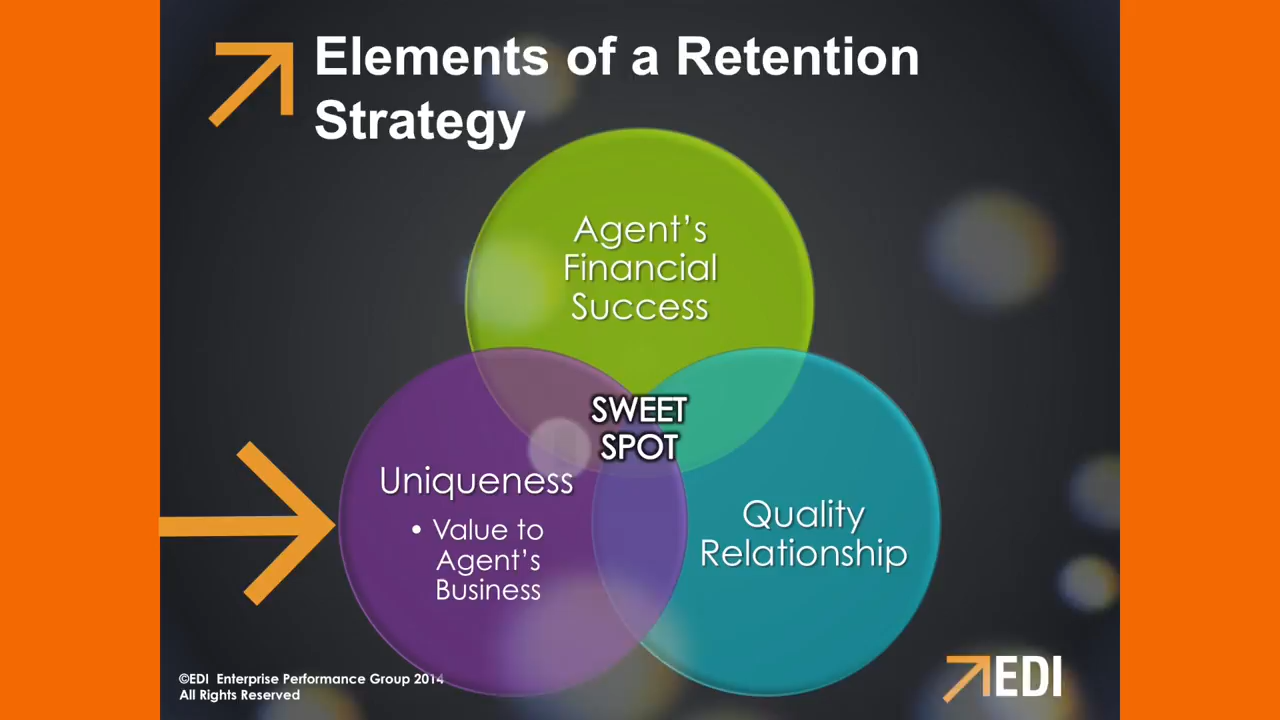 Elements of a Retention
Strategy
Agent’s
Financial
Success
SWEET
SPOT
Uniqueness
• Value to
Agent’s
Business
Quality
Relationship
©EDI Enterprise Performance Group 2014
All Rights Reserved
EDI